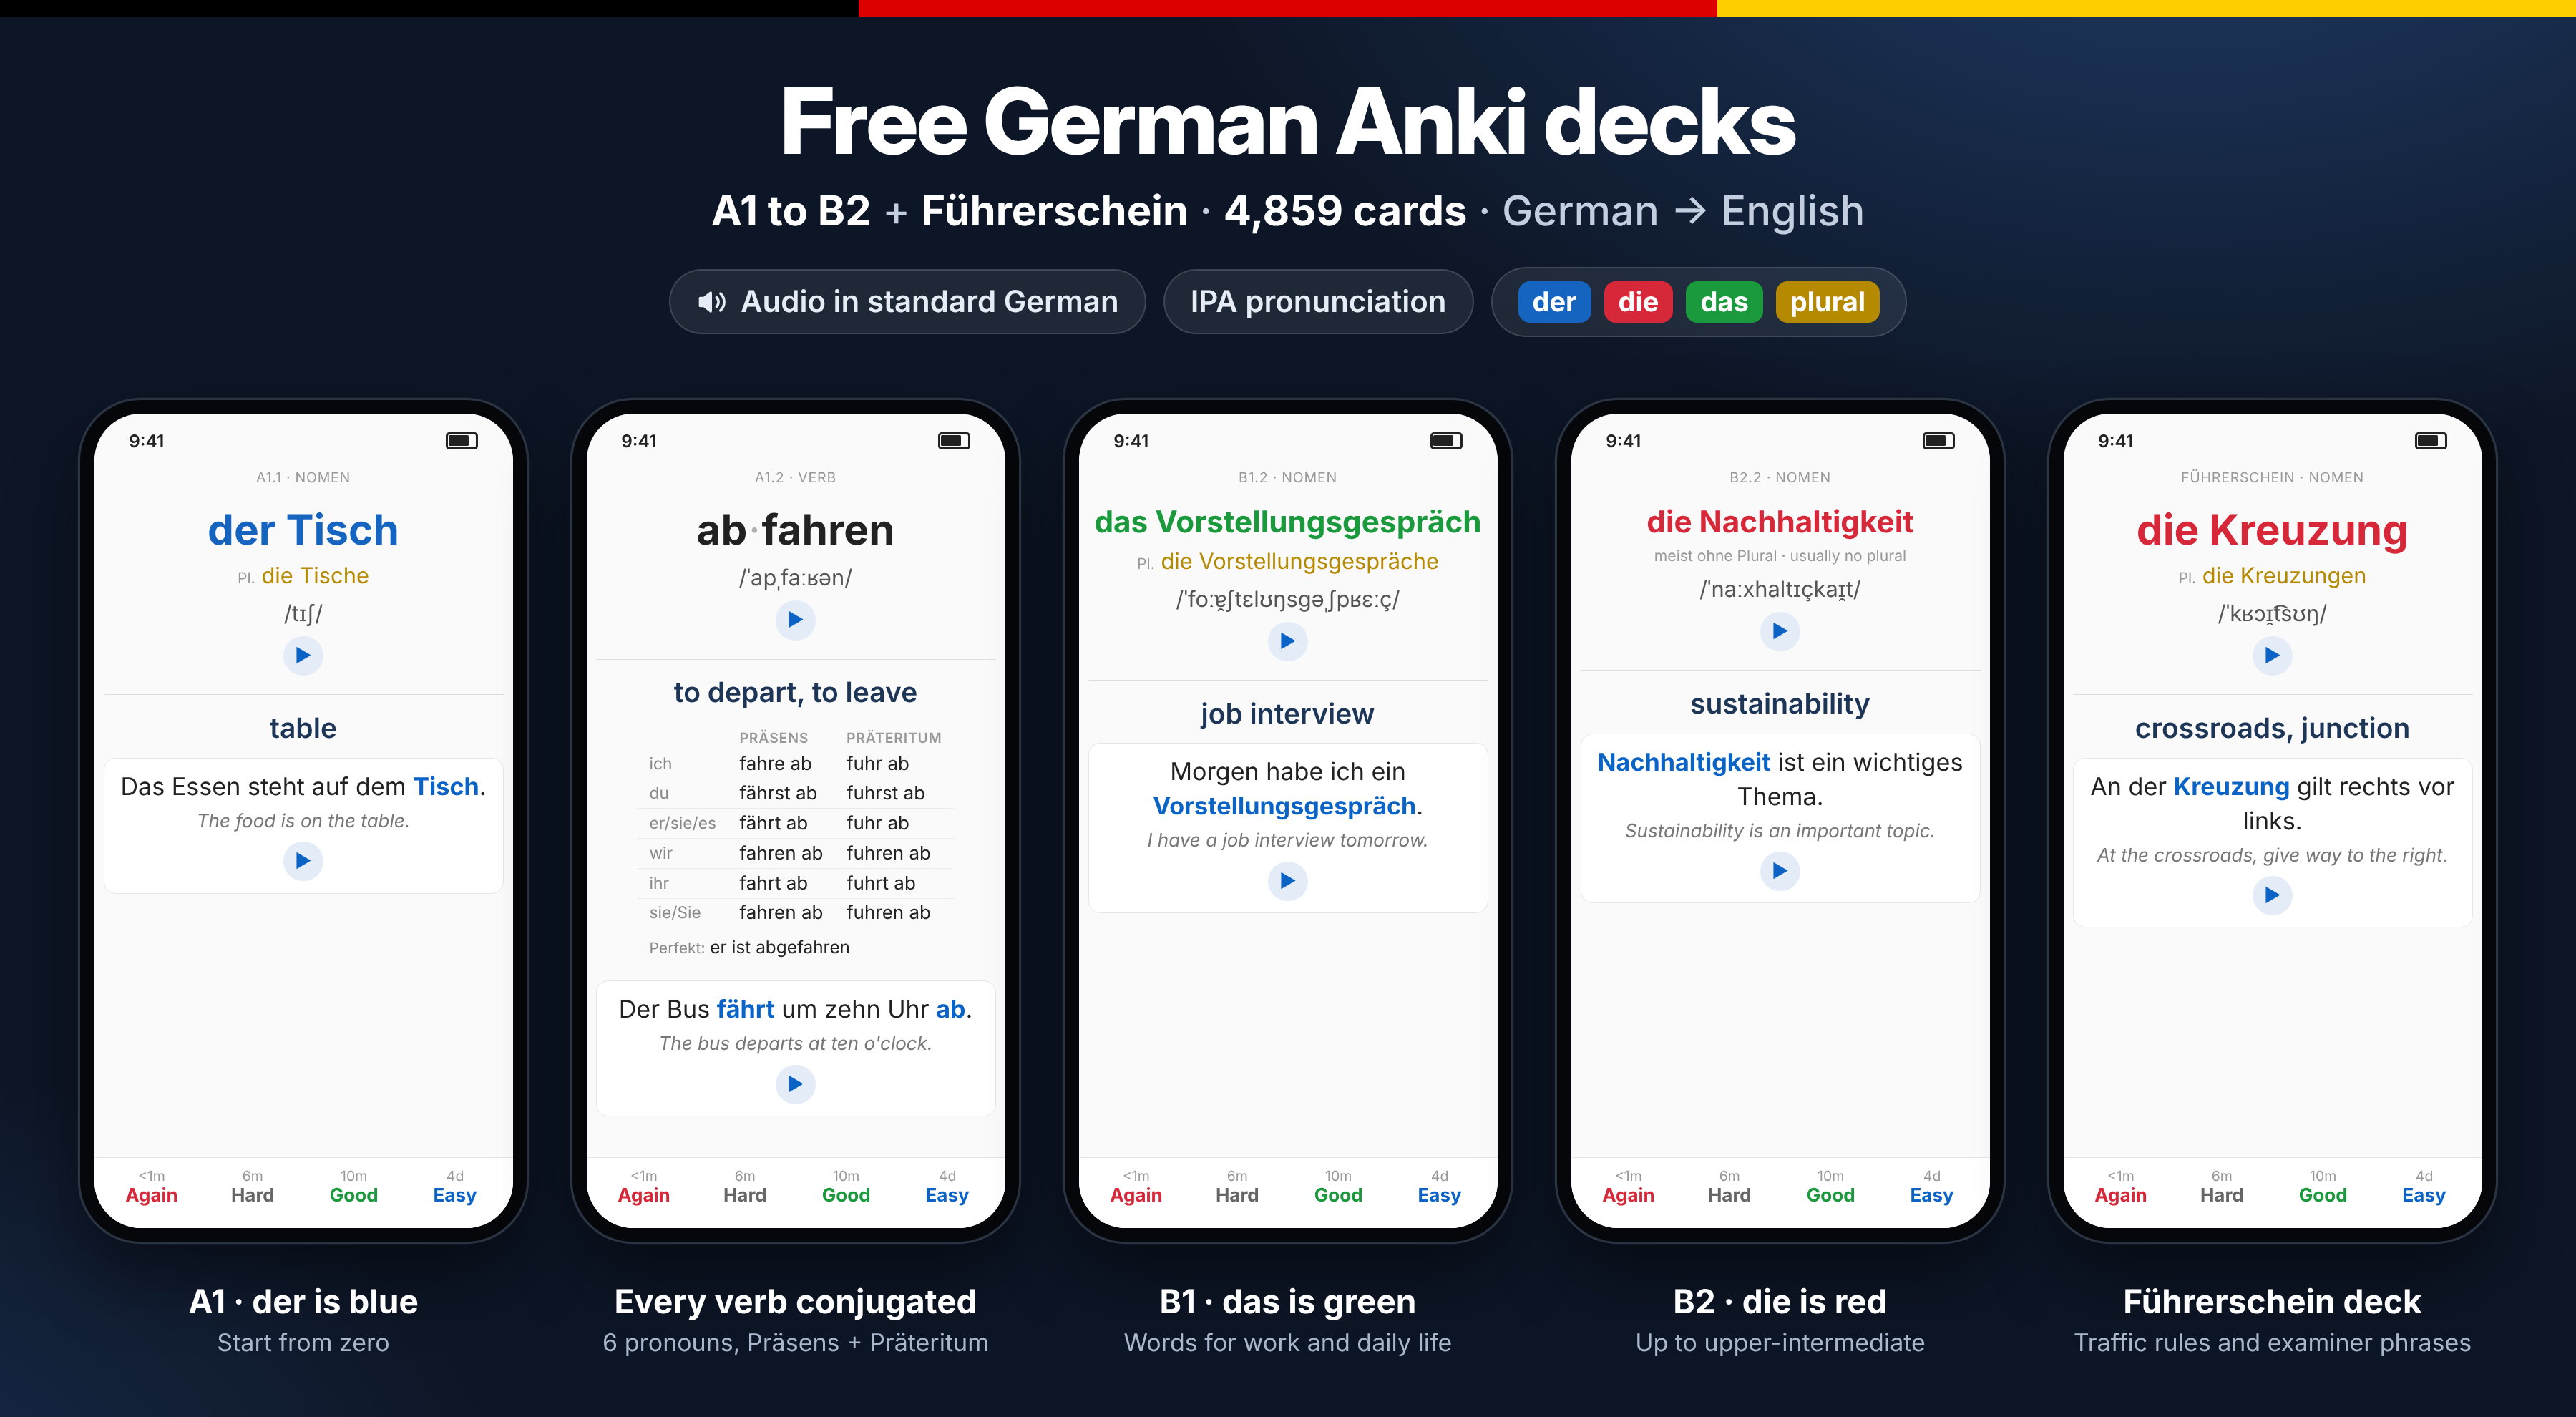 Free German Anki decks
A1 to B2 + Führerschein · 4,859 cards · German → English
Audio in standard German
IPA pronunciation
der die das plural
9:41
A1.1 · NOMEN
der Tisch
Pl. die Tische
/tɪʃ/
table
Das Essen steht auf dem Tisch.
The food is on the table.
<1m 6m 10m 4d
Again Hard Good Easy
A1 · der is blue
Start from zero
9:41
A1.2 · VERB
ab·fahren
/ˈapˌfaːʁən/
to depart, to leave
PRÄSENS PRÄTERITUM
ich fahre ab fuhr ab
du fährst ab fuhrst ab
er/sie/es fährt ab fuhr ab
wir fahren ab fuhren ab
ihr fahrt ab fuhrt ab
sie/Sie fahren ab fuhren ab
Perfekt: er ist abgefahren
Der Bus fährt um zehn Uhr ab.
The bus departs at ten o'clock.
<1m 6m 10m 4d
Again Hard Good Easy
Every verb conjugated
6 pronouns, Präsens + Präteritum
9:41
B1.2 · NOMEN
das Vorstellungsgespräch
Pl. die Vorstellungsgespräche
/ˈfoːɐ̯ʃtɛlʊŋsɡəˌʃpʁɛːç/
job interview
Morgen habe ich ein
Vorstellungsgespräch.
I have a job interview tomorrow.
<1m 6m 10m 4d
Again Hard Good Easy
B1 · das is green
Words for work and daily life
9:41
B2.2 · NOMEN
die Nachhaltigkeit
meist ohne Plural · usually no plural
/ˈnaːxhaltɪçkaɪ̯t/
sustainability
Nachhaltigkeit ist ein wichtiges
Thema.
Sustainability is an important topic.
<1m 6m 10m 4d
Again Hard Good Easy
B2 · die is red
Up to upper-intermediate
9:41
FÜHRERSCHEIN · NOMEN
die Kreuzung
Pl. die Kreuzungen
/ˈkʁɔɪ̯t͡sʊŋ/
crossroads, junction
An der Kreuzung gilt rechts vor
links.
At the crossroads, give way to the right.
<1m 6m 10m 4d
Again Hard Good Easy
Führerschein deck
Traffic rules and examiner phrases